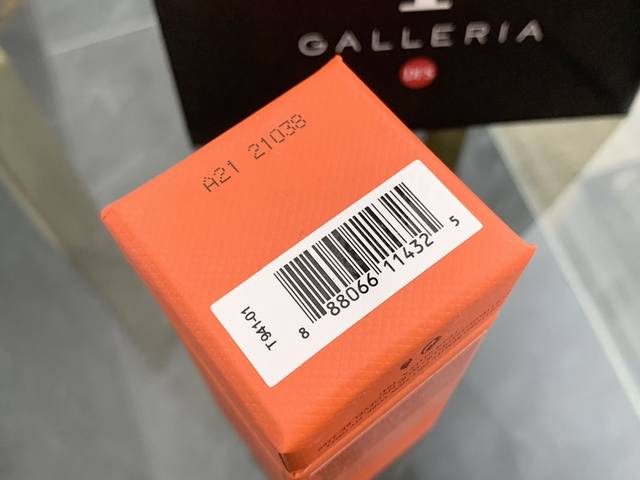 GALLERIA
DFS
A21 21038
T941-01
8 88066 11432 5